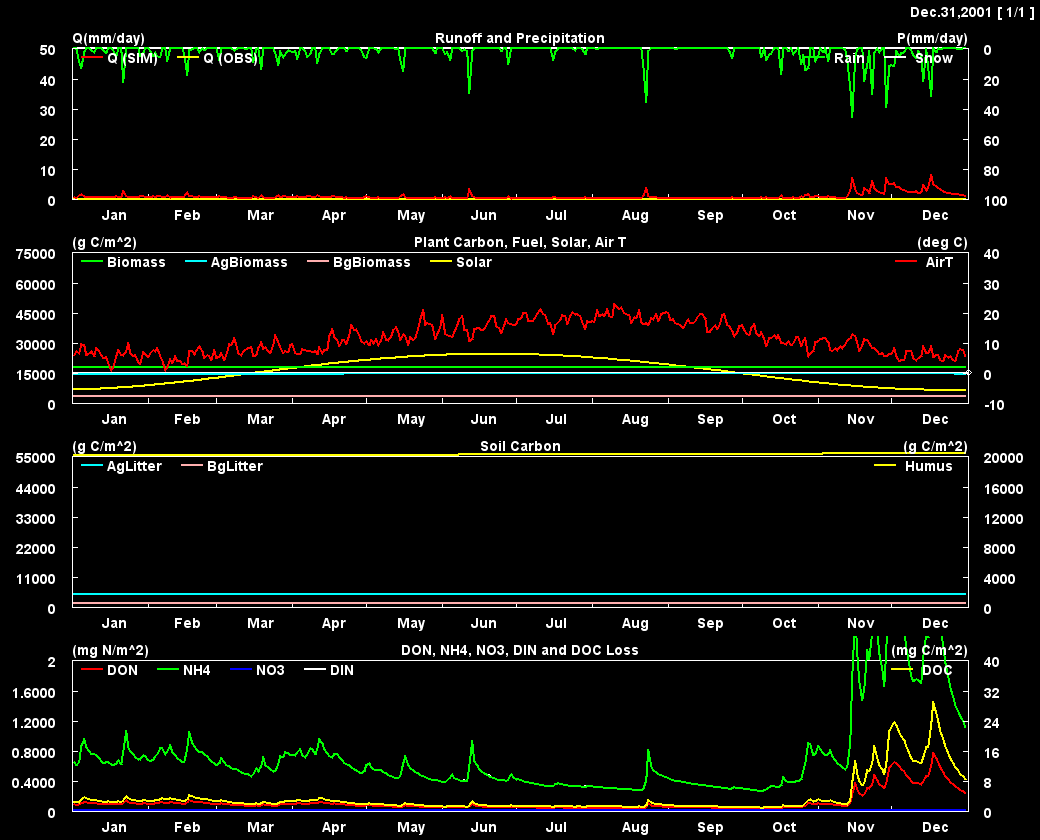 Dec.31,2001 [ 1/1 ]
Q(mm/day) Runoff and Precipitation P(mm/day)
50 Q (SIM) Q (OBS) Rain Snow 0
40 20
30 40
20 60
10 80
0 100
Jan Feb Mar Apr May Jun Jul Aug Sep Oct Nov Dec
(g C/m^2) Plant Carbon, Fuel, Solar, Air T (deg C)
75000 40
Biomass AgBiomass BgBiomass Solar AirT
60000 30
45000 20
30000 10
15000 0
0 -10
Jan Feb Mar Apr May Jun Jul Aug Sep Oct Nov Dec
(g C/m^2) Soil Carbon (g C/m^2)
55000 20000
AgLitter BgLitter Humus
44000 16000
33000 12000
22000 8000
11000 4000
0 0
Jan Feb Mar Apr May Jun Jul Aug Sep Oct Nov Dec
(mg N/m^2) DON, NH4, NO3, DIN and DOC Loss (mg C/m^2)
2 40
DON NH4 NO3 DIN DOC
1.6000 32
1.2000 24
0.8000 16
0.4000 8
0 0
Jan Feb Mar Apr May Jun Jul Aug Sep Oct Nov Dec